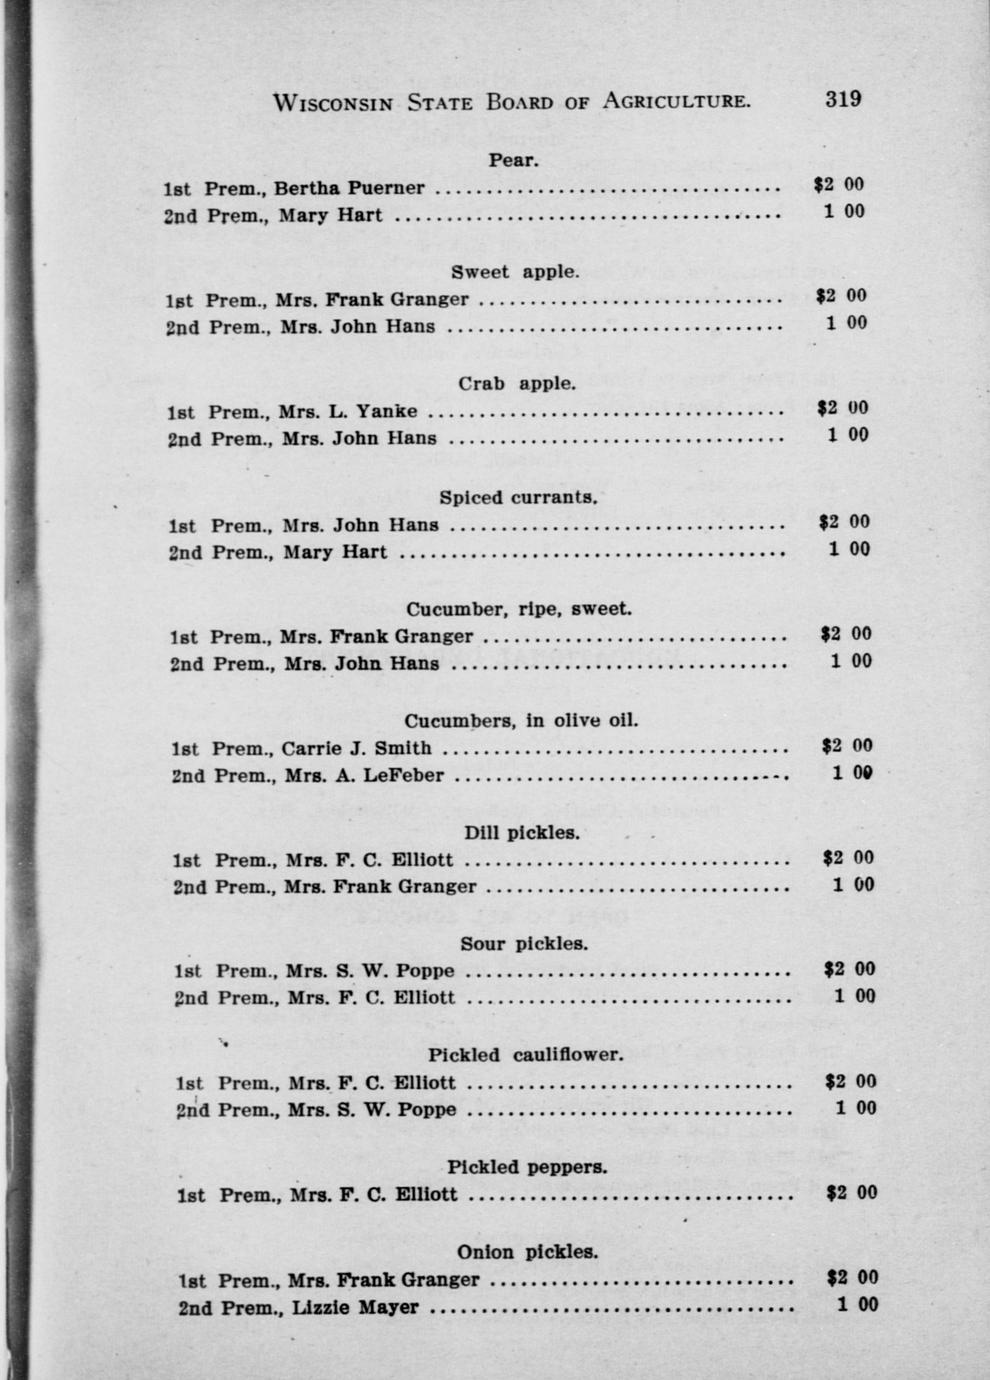 WISCONSIN STATE BOARD OF AGRICULTURE. 319
Pear.
1st Prem., Bertha Puerner .................................. $2 00
2nd Prem., Mary Hart ...................................... 1 00
Sweet apple.
1st Prem., Mrs. Frank Granger .............................. $2 00
2nd Prem., Mrs. John Hans ................................. 1 00
Crab apple.
1st Prem., Mrs. L. Yanke ................................... $2 00
2nd Prem., Mrs. John Hans ................................. 1 00
Spiced currants.
1st Prem., Mrs. John Hans ................................. $2 00
2nd Prem., Mary Hart ...................................... 1 00
Cucumber, ripe, sweet.
1st Prem., Mrs. Frank Granger .............................. $2 00
2nd Prem., Mrs. John Hans ................................. 1 00
Cucumbers, in olive oil.
1st Prem., Carrie J. Smith .................................. $2 00
2nd Prem., Mrs. A. LeFeber ................................. 1 00
Dill pickles.
1st Prem., Mrs. F. C. Elliott ................................ $2 00
2nd Prem., Mrs. Frank Granger .............................. 1 00
Sour pickles.
1st Prem., Mrs. S. W. Poppe ................................ $2 00
2nd Prem., Mrs. F. C. Elliott ................................ 1 00
Pickled cauliflower.
1st Prem., Mrs. F. C. Elliott ................................ $2 00
2nd Prem., Mrs. S. W. Poppe ................................ 1 00
Pickled peppers.
1st Prem., Mrs. F. C. Elliott ................................ $2 00
Onion pickles.
1st Prem., Mrs. Frank Granger .............................. $2 00
2nd Prem., Lizzie Mayer .................................... 1 00